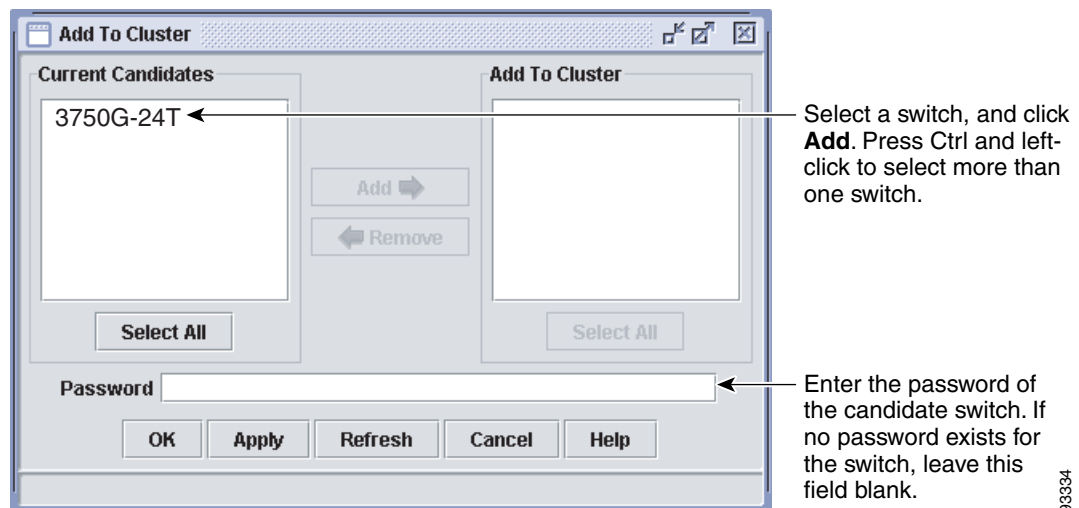 Add To Cluster
Current Candidates
Add To Cluster
3750G-24T
Add
Remove
Select All
Select All
Password
OK
Apply
Refresh
Cancel
Help
Select a switch, and click
Add. Press Ctrl and left-
click to select more than
one switch.
Enter the password of
the candidate switch. If
no password exists for
the switch, leave this
field blank.